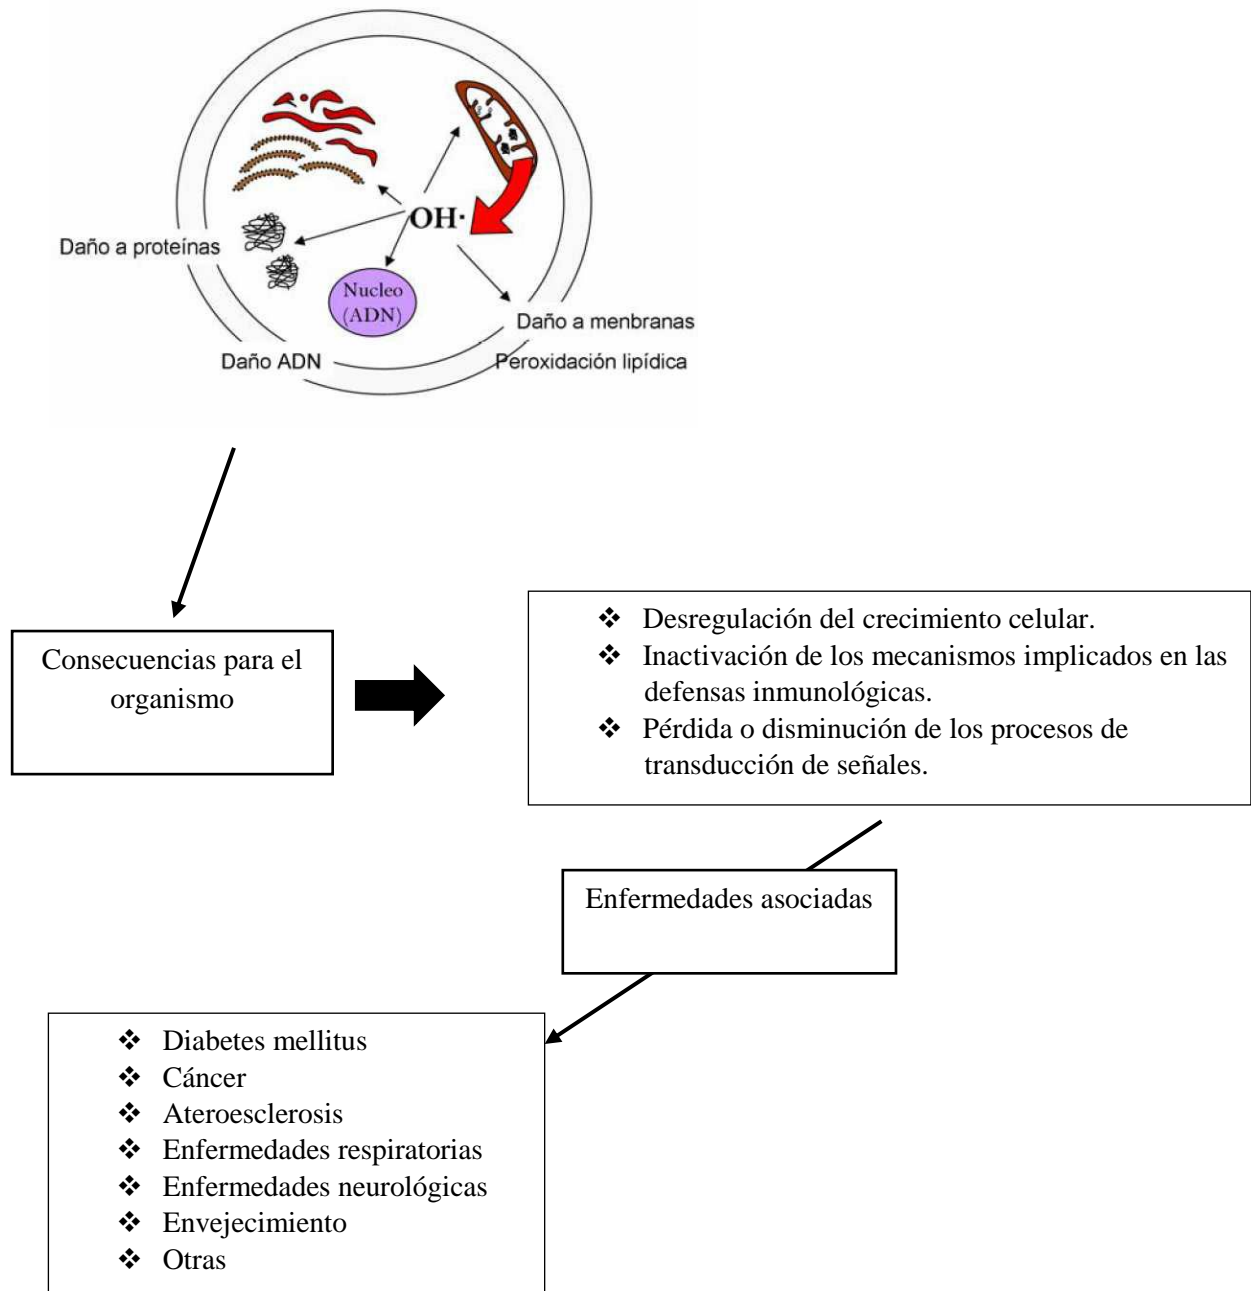 OH·
Daño a proteínas
Nucleo
(ADN)
Daño a menbranas
Daño ADN
Peroxidación lipídica
Consecuencias para el
organismo
❖ Desregulación del crecimiento celular.
❖ Inactivación de los mecanismos implicados en las
defensas inmunológicas.
❖ Pérdida o disminución de los procesos de
transducción de señales.
Enfermedades asociadas
❖ Diabetes mellitus
❖ Cáncer
❖ Ateroesclerosis
❖ Enfermedades respiratorias
❖ Enfermedades neurológicas
❖ Envejecimiento
❖ Otras